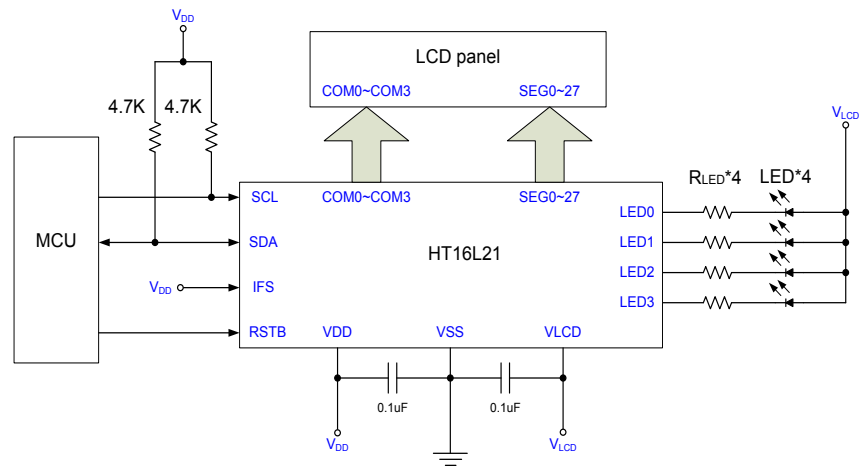 VDD
LCD panel
COM0~COM3 SEG0~27
4.7K 4.7K
VLCD
RLED*4 LED*4
SCL COM0~COM3 SEG0~27
LED0
MCU SDA HT16L21 LED1
VDD IFS LED2
LED3
RSTB VDD VSS VLCD
0.1uF 0.1uF
VDD VLCD